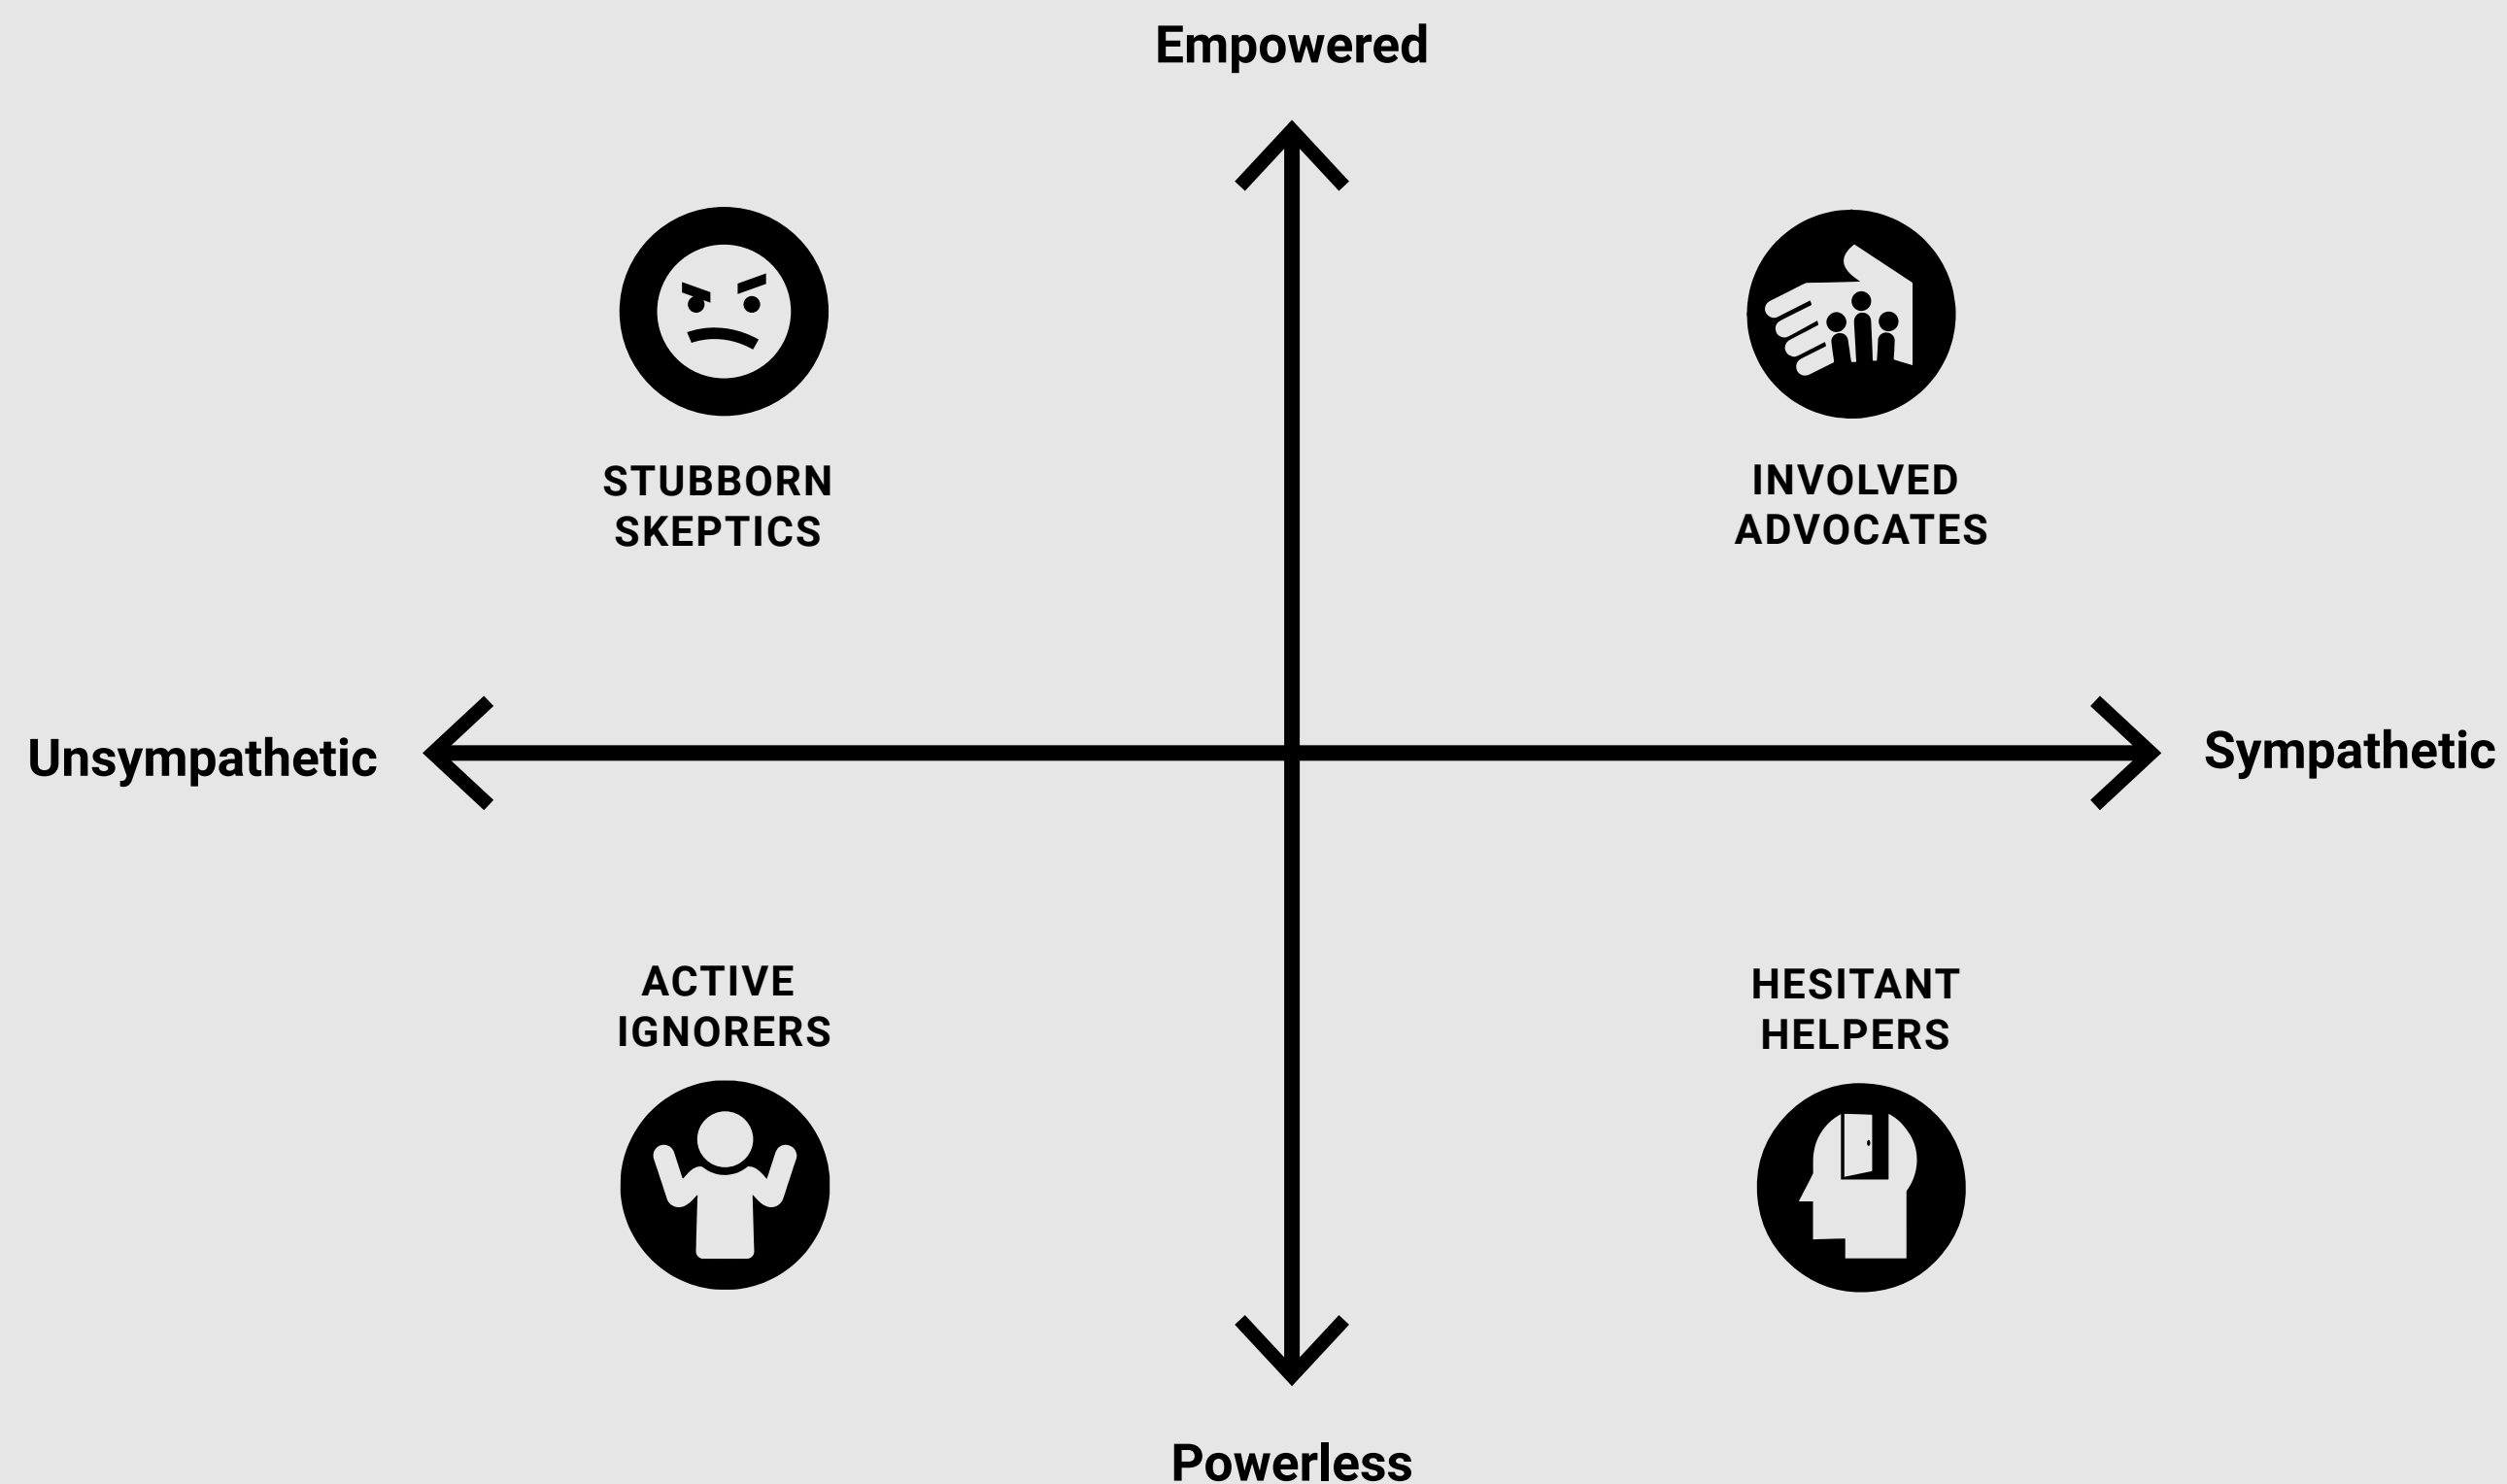 Empowered
STUBBORN
SKEPTICS
INVOLVED
ADVOCATES
Unsympathetic
Sympathetic
ACTIVE
IGNORERS
HESITANT
HELPERS
Powerless